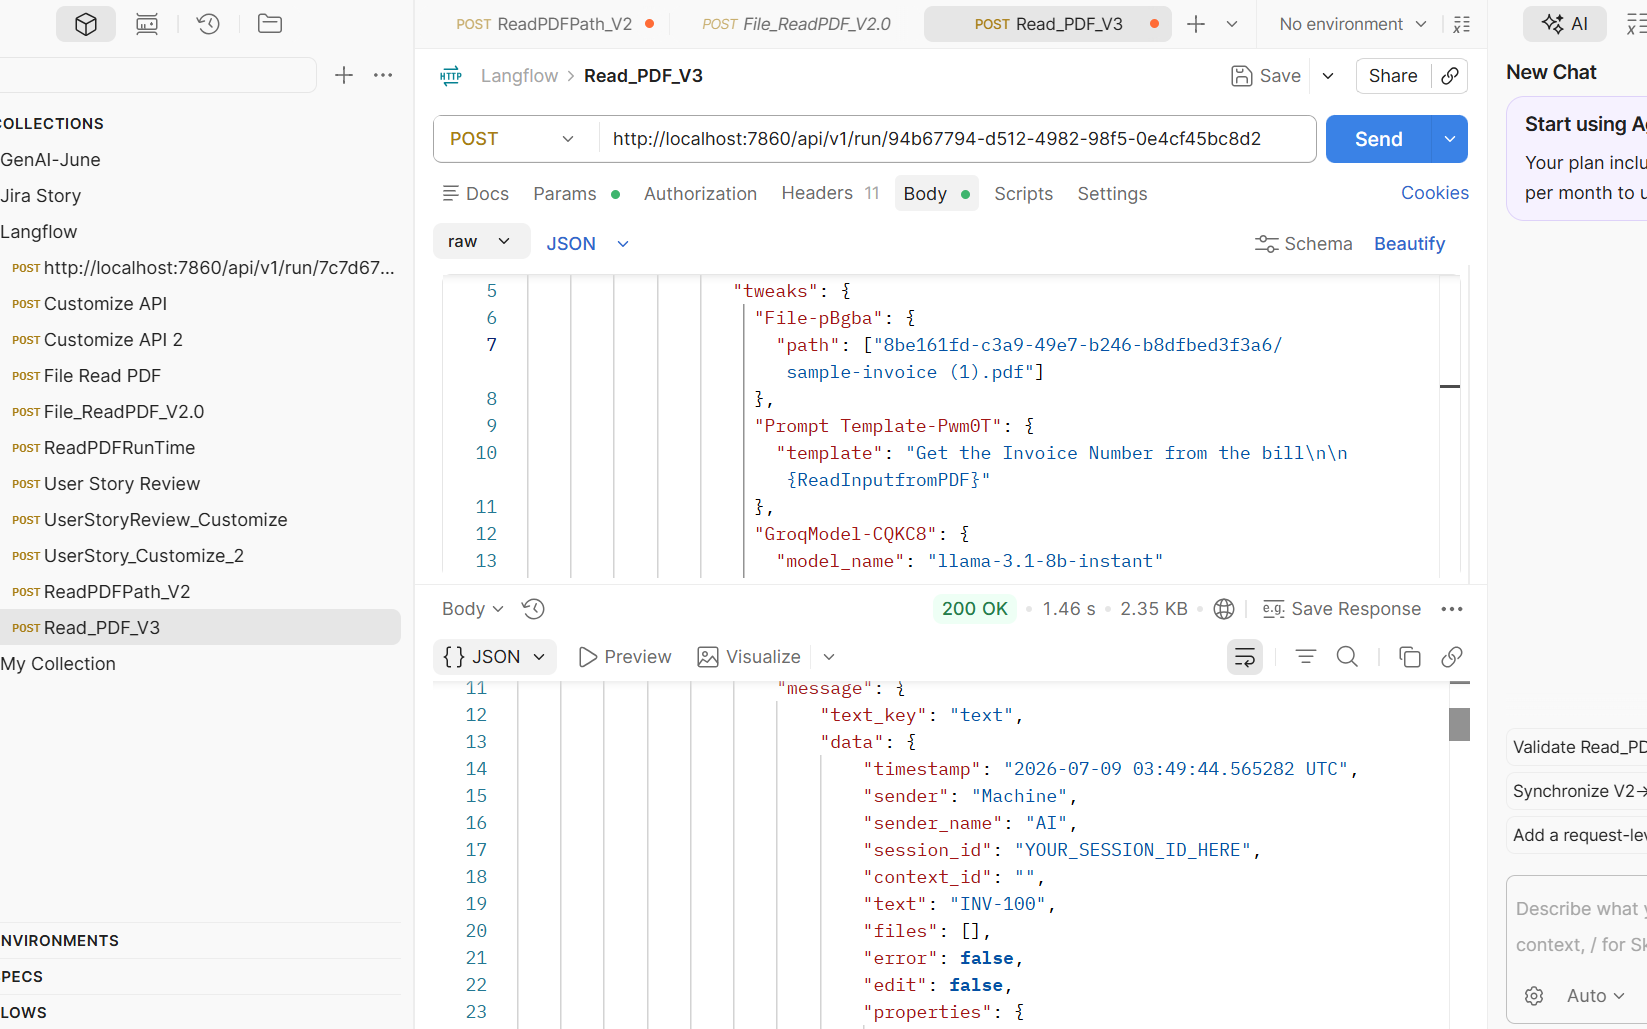 POST ReadPDFPath_V2
POST File_ReadPDF_V2.0
POST Read_PDF_V3
No environment
AI
HTTP Langflow > Read_PDF_V3
Save
Share
New Chat
OLLECTIONS
GenAI-June
Jira Story
Langflow
POST http://localhost:7860/api/v1/run/7c7d67...
POST Customize API
POST Customize API 2
POST File Read PDF
POST File_ReadPDF_V2.0
POST ReadPDFRunTime
POST User Story Review
POST UserStoryReview_Customize
POST UserStory_Customize_2
POST ReadPDFPath_V2
POST Read_PDF_V3
My Collection
NVIRONMENTS
PECS
LOWS
POST http://localhost:7860/api/v1/run/94b67794-d512-4982-98f5-0e4cf45bc8d2 Send
Docs Params Authorization Headers 11 Body Scripts Settings Cookies
raw JSON Schema Beautify
5 "tweaks": {
6 "File-pBgba": {
7 "path": ["8be161fd-c3a9-49e7-b246-b8dfbed3f3a6/
sample-invoice (1).pdf"]
8 },
9 "Prompt Template-Pwm0T": {
10 "template": "Get the Invoice Number from the bill\n\n
{ReadInputfromPDF}"
11 },
12 "GroqModel-CQKC8": {
13 "model_name": "llama-3.1-8b-instant"
Body 200 OK • 1.46 s • 2.35 KB • e.g. Save Response
{} JSON Preview Visualize
11 "message": {
12 "text_key": "text",
13 "data": {
14 "timestamp": "2026-07-09 03:49:44.565282 UTC",
15 "sender": "Machine",
16 "sender_name": "AI",
17 "session_id": "YOUR_SESSION_ID_HERE",
18 "context_id": "",
19 "text": "INV-100",
20 "files": [],
21 "error": false,
22 "edit": false,
23 "properties": {
Start using A
Your plan inclu
per month to u
Validate Read_PD
Synchronize V2→
Add a request-lev
Describe what y
context, / for Sk
Auto